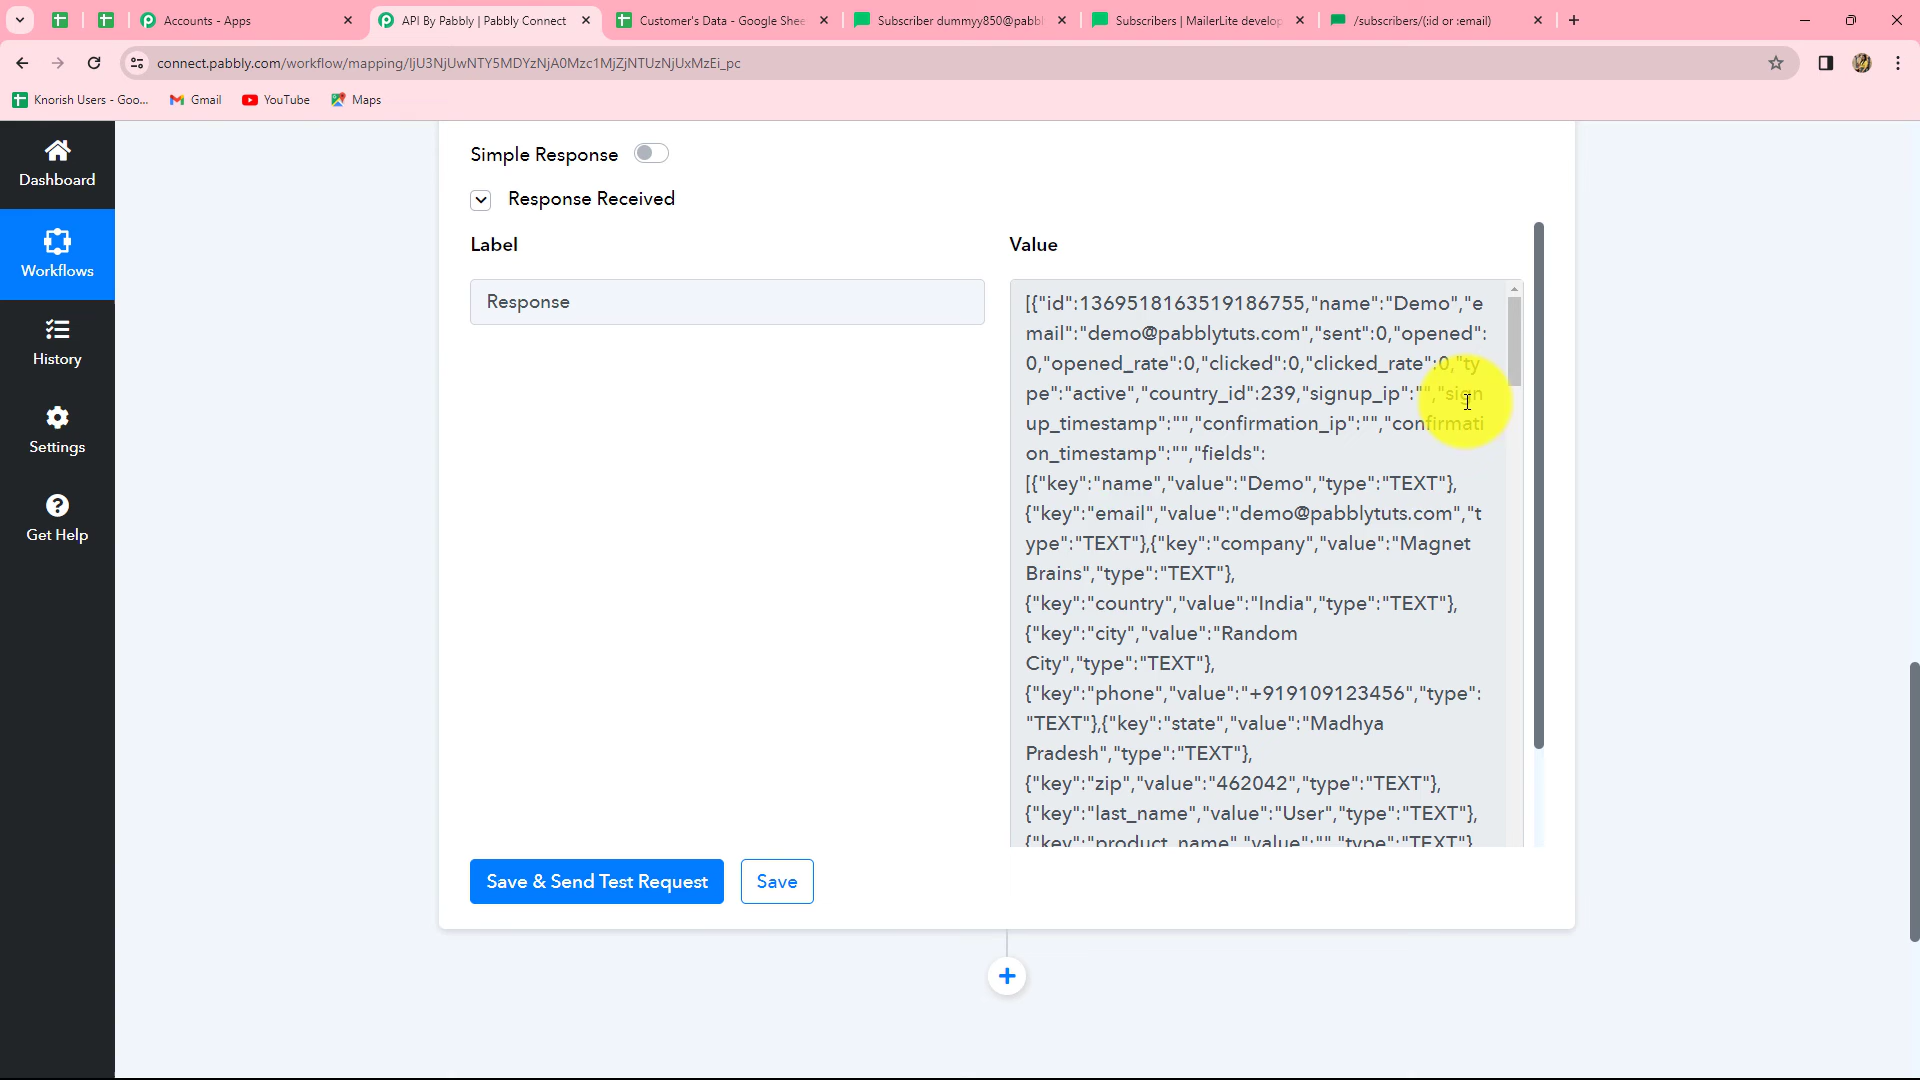 Accounts - Apps
API By Pabbly | Pabbly Connect
Customer's Data - Google Shee
Subscriber dummyy850@pabbl
Subscribers | MailerLite develop
/subscribers/(:id or :email)
connect.pabbly.com/workflow/mapping/IjU3NjUwNTY5MDYzNjA0Mzc1MjZjNTUzNjUxMzEi_pc
Knorish Users - Goo...
Gmail
YouTube
Maps
Dashboard
Workflows
History
Settings
Get Help
Simple Response
Response Received
Label
Value
Response
[{"id":1369518163519186755,"name":"Demo","e
mail":"demo@pabblytuts.com","sent":0,"opened":
0,"opened_rate":0,"clicked":0,"clicked_rate":0,"ty
pe":"active","country_id":239,"signup_ip":"","sign
up_timestamp":"","confirmation_ip":"","confirmati
on_timestamp":"","fields":
[{"key":"name","value":"Demo","type":"TEXT"},
{"key":"email","value":"demo@pabblytuts.com","t
ype":"TEXT"},{"key":"company","value":"Magnet
Brains","type":"TEXT"},
{"key":"country","value":"India","type":"TEXT"},
{"key":"city","value":"Random
City","type":"TEXT"},
{"key":"phone","value":"+919109123456","type":
"TEXT"},{"key":"state","value":"Madhya
Pradesh","type":"TEXT"},
{"key":"zip","value":"462042","type":"TEXT"},
{"key":"last_name","value":"User","type":"TEXT"},
{"key":"product_name","value":"","type":"TEXT"}
Save & Send Test Request
Save